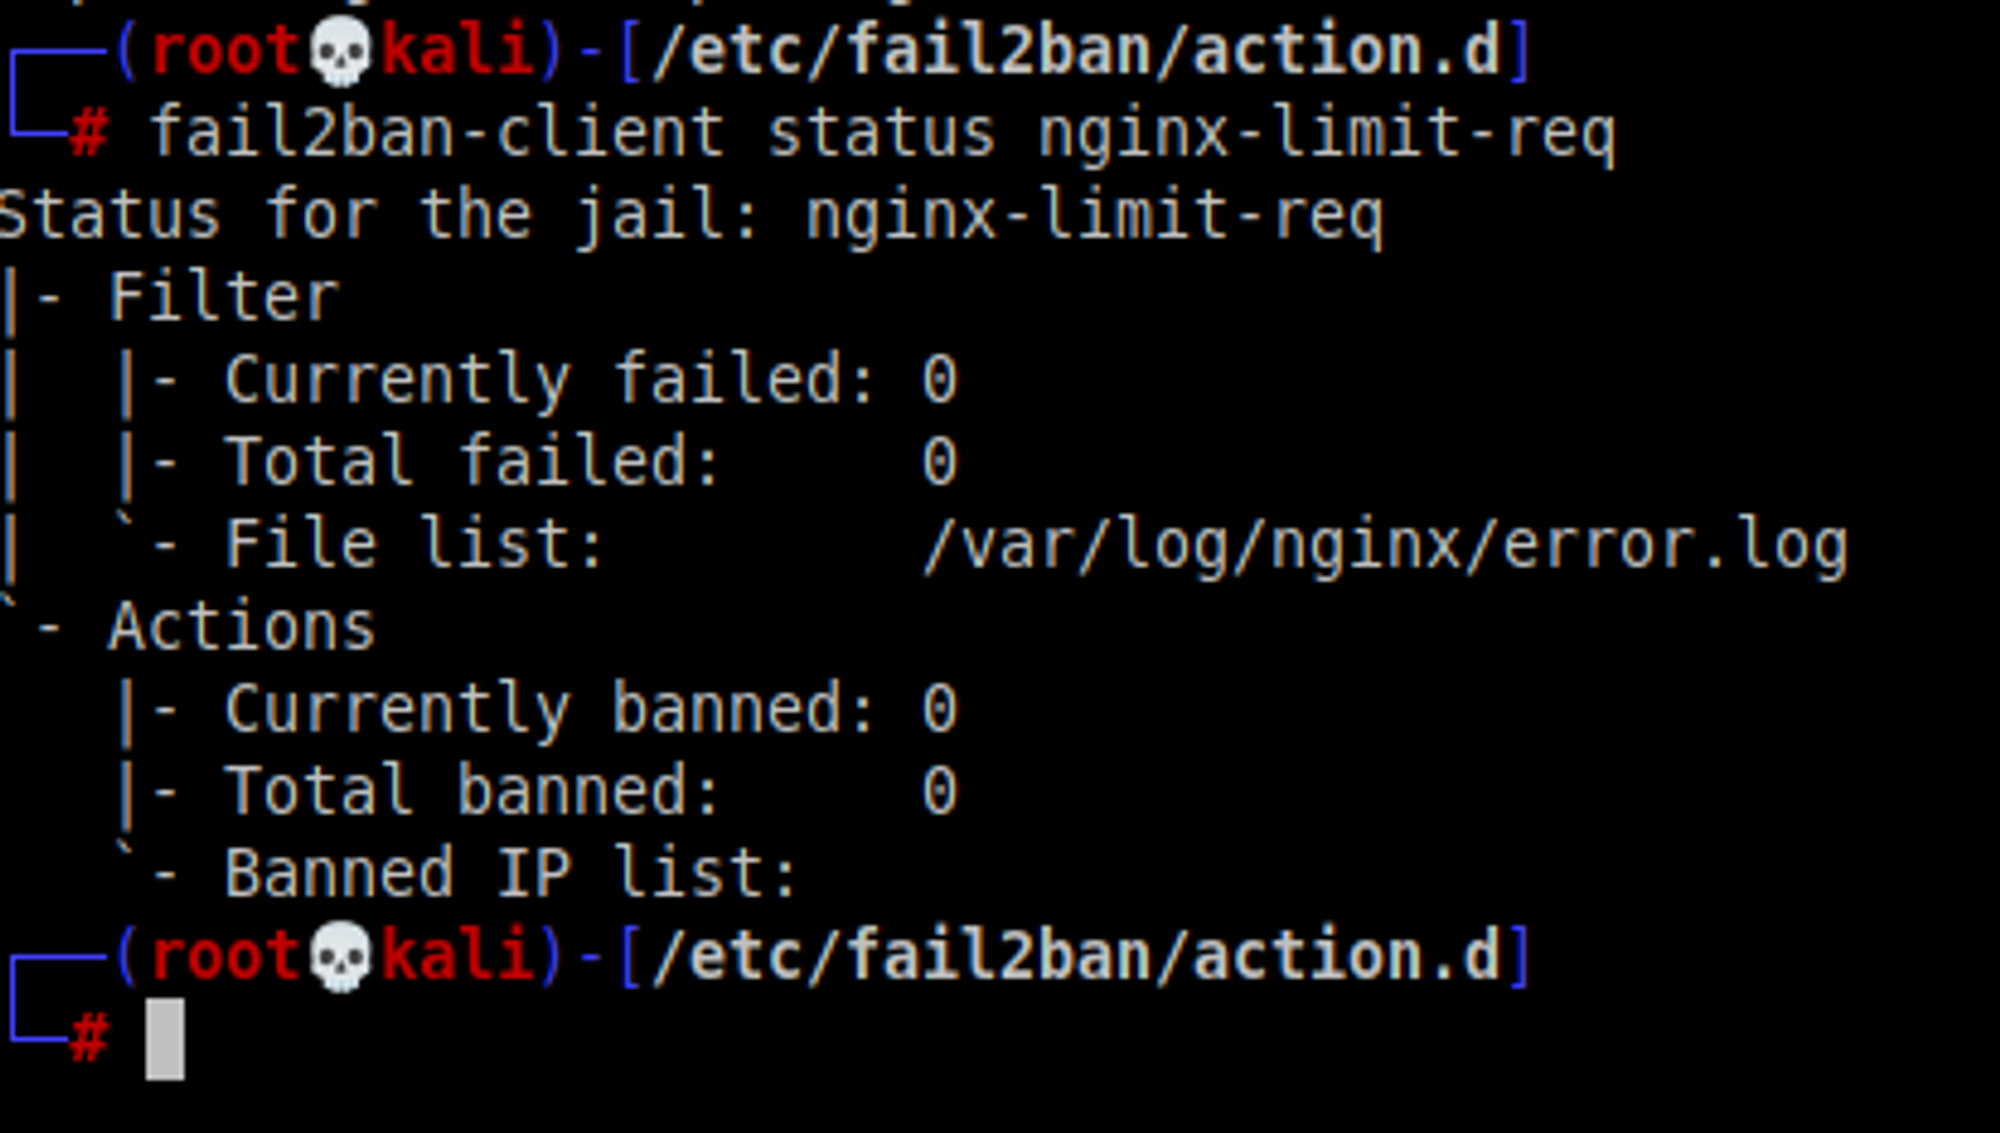 (root💀kali)-[/etc/fail2ban/action.d]
# fail2ban-client status nginx-limit-req
Status for the jail: nginx-limit-req
|- Filter
|  |- Currently failed: 0
|  |- Total failed:     0
|  `- File list:        /var/log/nginx/error.log
`- Actions
   |- Currently banned: 0
   |- Total banned:     0
   `- Banned IP list:
(root💀kali)-[/etc/fail2ban/action.d]
#